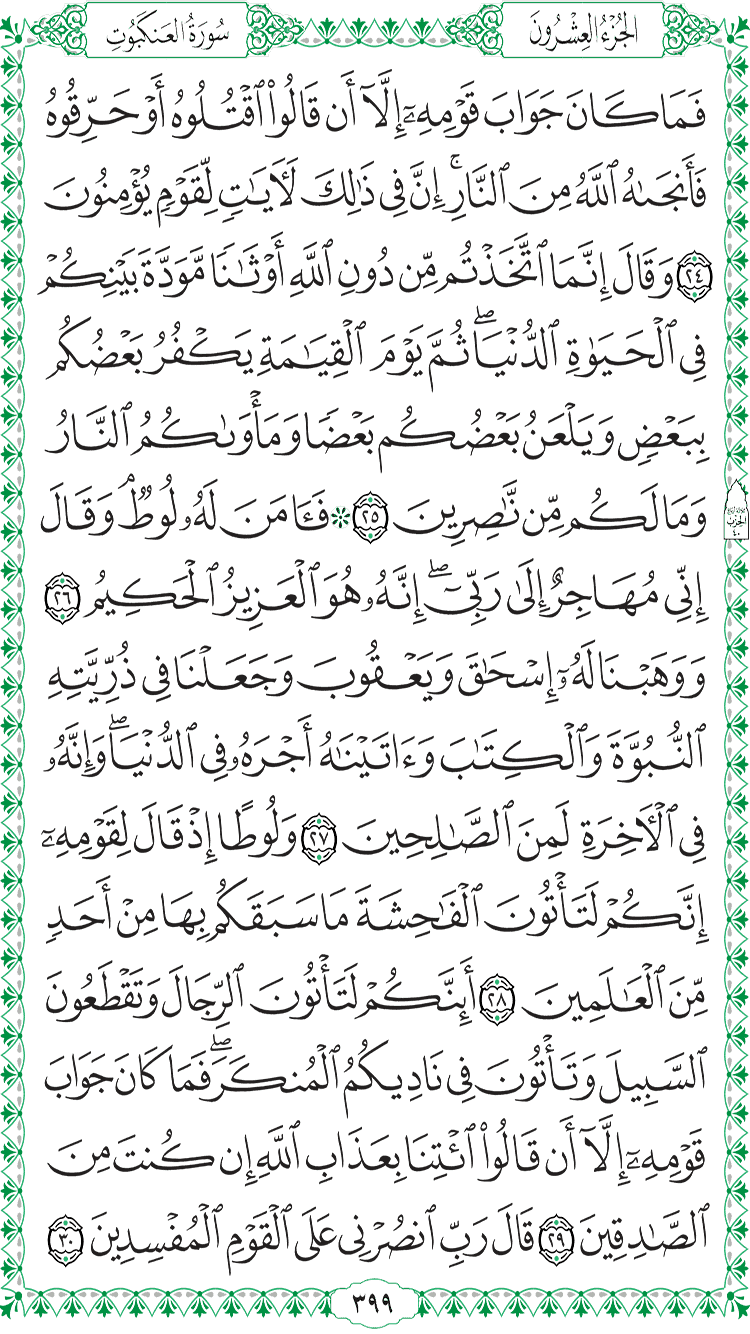 الجُزْءُ العِشْرُونَ
سُورَةُ العَنكَبُوتِ
فَمَا كَانَ جَوَابَ قَوْمِهِۦٓ إِلَّآ أَن قَالُوا۟ ٱقْتُلُوهُ أَوْ حَرِّقُوهُ
فَأَنجَىٰهُ ٱللَّهُ مِنَ ٱلنَّارِ ۚ إِنَّ فِى ذَٰلِكَ لَـَٔايَـٰتٍ لِّقَوْمٍ يُؤْمِنُونَ
٢٤ وَقَالَ إِنَّمَا ٱتَّخَذْتُم مِّن دُونِ ٱللَّهِ أَوْثَـٰنًا مَّوَدَّةَ بَيْنِكُمْ
فِى ٱلْحَيَوٰةِ ٱلدُّنْيَا ۖ ثُمَّ يَوْمَ ٱلْقِيَـٰمَةِ يَكْفُرُ بَعْضُكُم
بِبَعْضٍ وَيَلْعَنُ بَعْضُكُم بَعْضًا وَمَأْوَىٰكُمُ ٱلنَّارُ
وَمَا لَكُم مِّن نَّـٰصِرِينَ ٢٥ ۞ فَـَٔامَنَ لَهُۥ لُوطٌ ۘ وَقَالَ
إِنِّى مُهَاجِرٌ إِلَىٰ رَبِّىٓ ۖ إِنَّهُۥ هُوَ ٱلْعَزِيزُ ٱلْحَكِيمُ ٢٦
وَوَهَبْنَا لَهُۥٓ إِسْحَـٰقَ وَيَعْقُوبَ وَجَعَلْنَا فِى ذُرِّيَّتِهِ
ٱلنُّبُوَّةَ وَٱلْكِتَـٰبَ وَءَاتَيْنَـٰهُ أَجْرَهُۥ فِى ٱلدُّنْيَا ۖ وَإِنَّهُۥ
فِى ٱلْـَٔاخِرَةِ لَمِنَ ٱلصَّـٰلِحِينَ ٢٧ وَلُوطًا إِذْ قَالَ لِقَوْمِهِۦٓ
إِنَّكُمْ لَتَأْتُونَ ٱلْفَـٰحِشَةَ مَا سَبَقَكُم بِهَا مِنْ أَحَدٍ
مِّنَ ٱلْعَـٰلَمِينَ ٢٨ أَئِنَّكُمْ لَتَأْتُونَ ٱلرِّجَالَ وَتَقْطَعُونَ
ٱلسَّبِيلَ وَتَأْتُونَ فِى نَادِيكُمُ ٱلْمُنكَرَ ۖ فَمَا كَانَ جَوَابَ
قَوْمِهِۦٓ إِلَّآ أَن قَالُوا۟ ٱئْتِنَا بِعَذَابِ ٱللَّهِ إِن كُنتَ مِنَ
ٱلصَّـٰدِقِينَ ٢٩ قَالَ رَبِّ ٱنصُرْنِى عَلَى ٱلْقَوْمِ ٱلْمُفْسِدِينَ ٣٠
الحِزْبُ
٤٠
٣٩٩